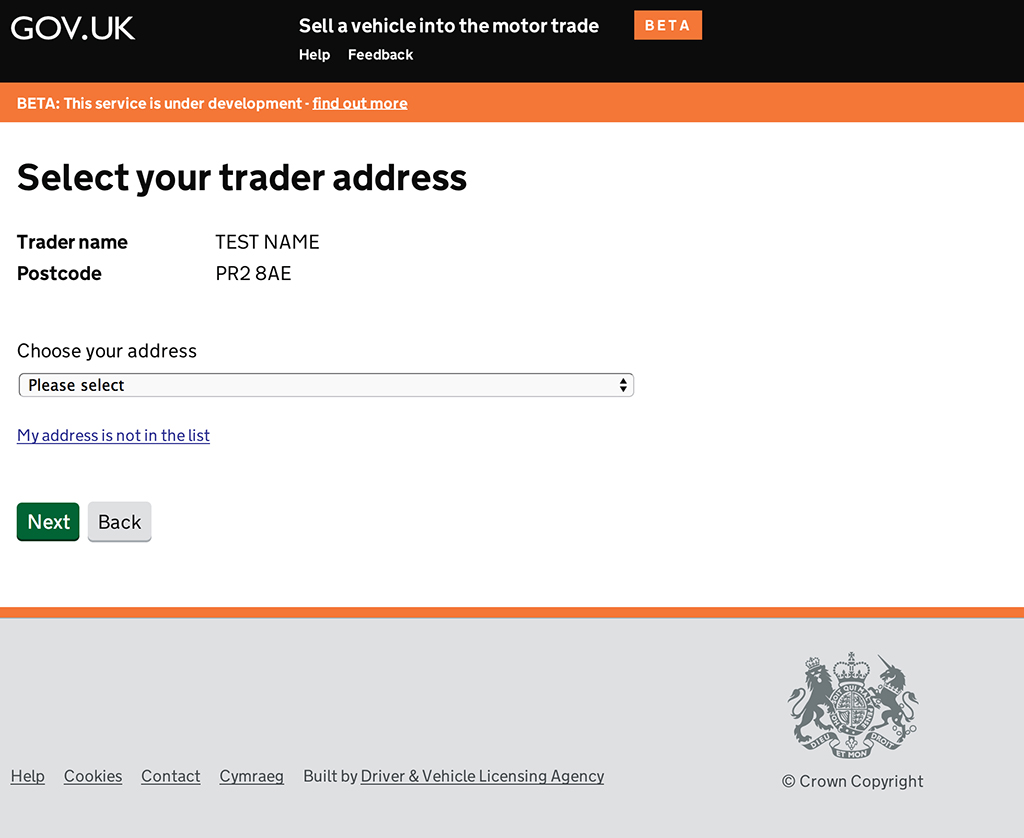 GOV.UK
Sell a vehicle into the motor trade
BETA
Help Feedback
BETA: This service is under development - find out more
Select your trader address
Trader name TEST NAME
Postcode PR2 8AE
Choose your address
Please select
My address is not in the list
Next Back
DIEU ET MON DROIT
Help Cookies Contact Cymraeg Built by Driver & Vehicle Licensing Agency
© Crown Copyright